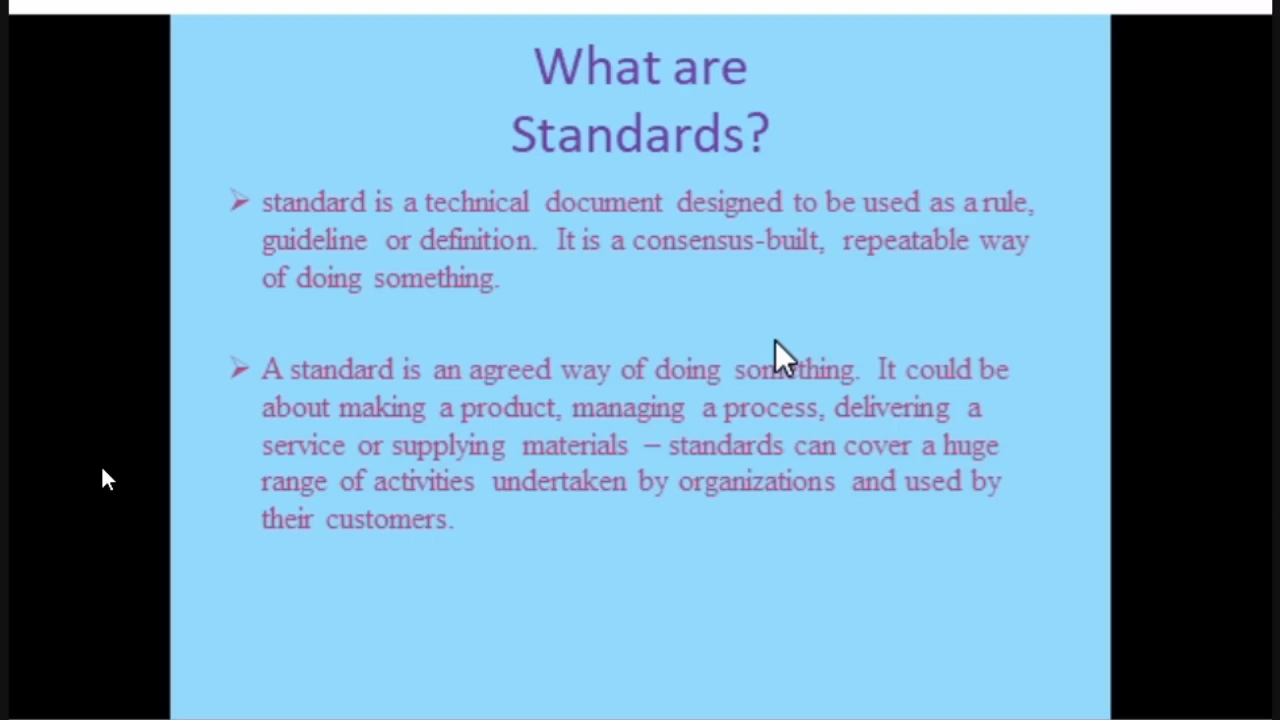 What are
Standards?
standard is a technical document designed to be used as a rule,
guideline or definition. It is a consensus-built, repeatable way
of doing something.
A standard is an agreed way of doing something. It could be
about making a product, managing a process, delivering a
service or supplying materials – standards can cover a huge
range of activities undertaken by organizations and used by
their customers.